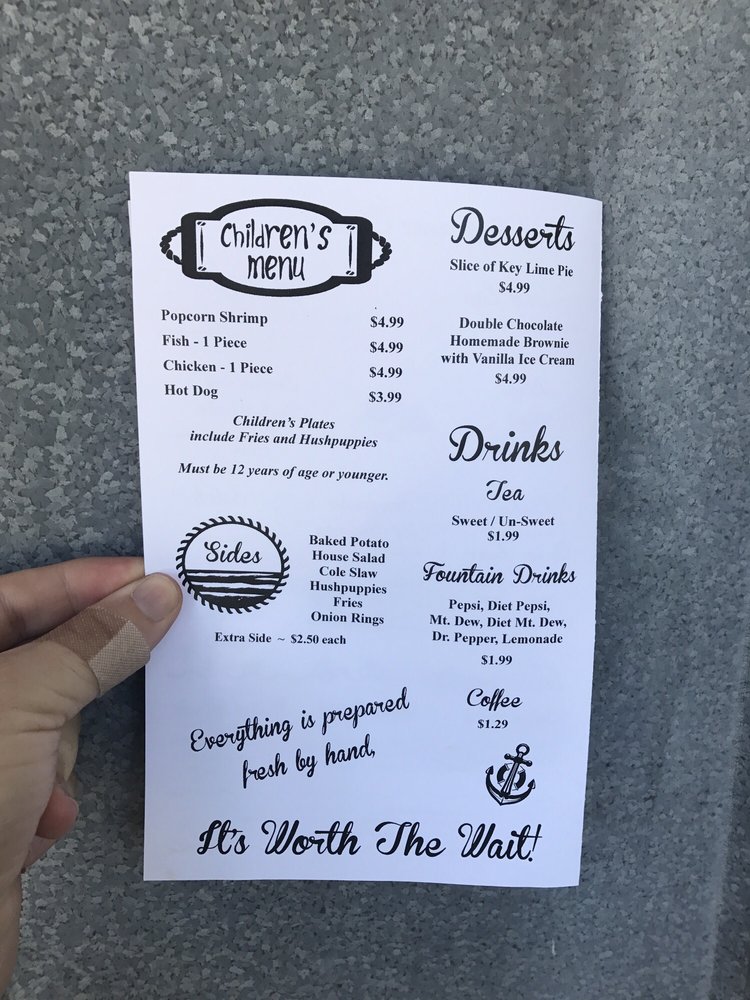 Children's
menu
Popcorn Shrimp $4.99
Fish - 1 Piece $4.99
Chicken - 1 Piece $4.99
Hot Dog $3.99
Children's Plates
include Fries and Hushpuppies
Must be 12 years of age or younger.
Sides
Baked Potato
House Salad
Cole Slaw
Hushpuppies
Fries
Onion Rings
Extra Side ~ $2.50 each
Desserts
Slice of Key Lime Pie
$4.99
Double Chocolate
Homemade Brownie
with Vanilla Ice Cream
$4.99
Drinks
Tea
Sweet / Un-Sweet
$1.99
Fountain Drinks
Pepsi, Diet Pepsi,
Mt. Dew, Diet Mt. Dew,
Dr. Pepper, Lemonade
$1.99
Coffee
$1.29
Everything is prepared
fresh by hand,
It's Worth The Wait!